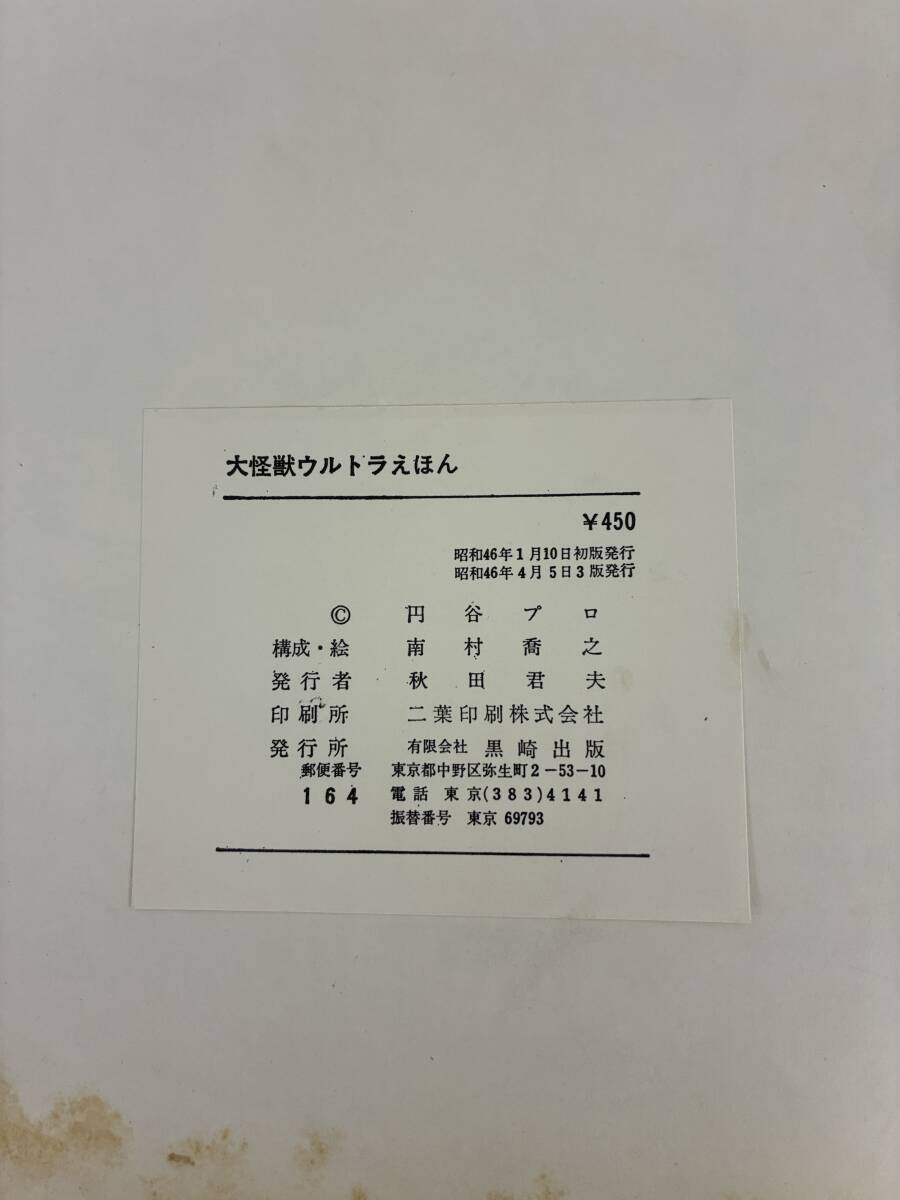 大怪獣ウルトラえほん
￥450
昭和46年1月10日初版発行
昭和46年4月5日3版発行
© 円谷プロ
構成・絵 南村喬之
発行者 秋田君夫
印刷所 二葉印刷株式会社
発行所 有限会社 黒崎出版
郵便番号 東京都中野区弥生町2-53-10
164 電話 東京(383)4141
振替番号 東京 69793